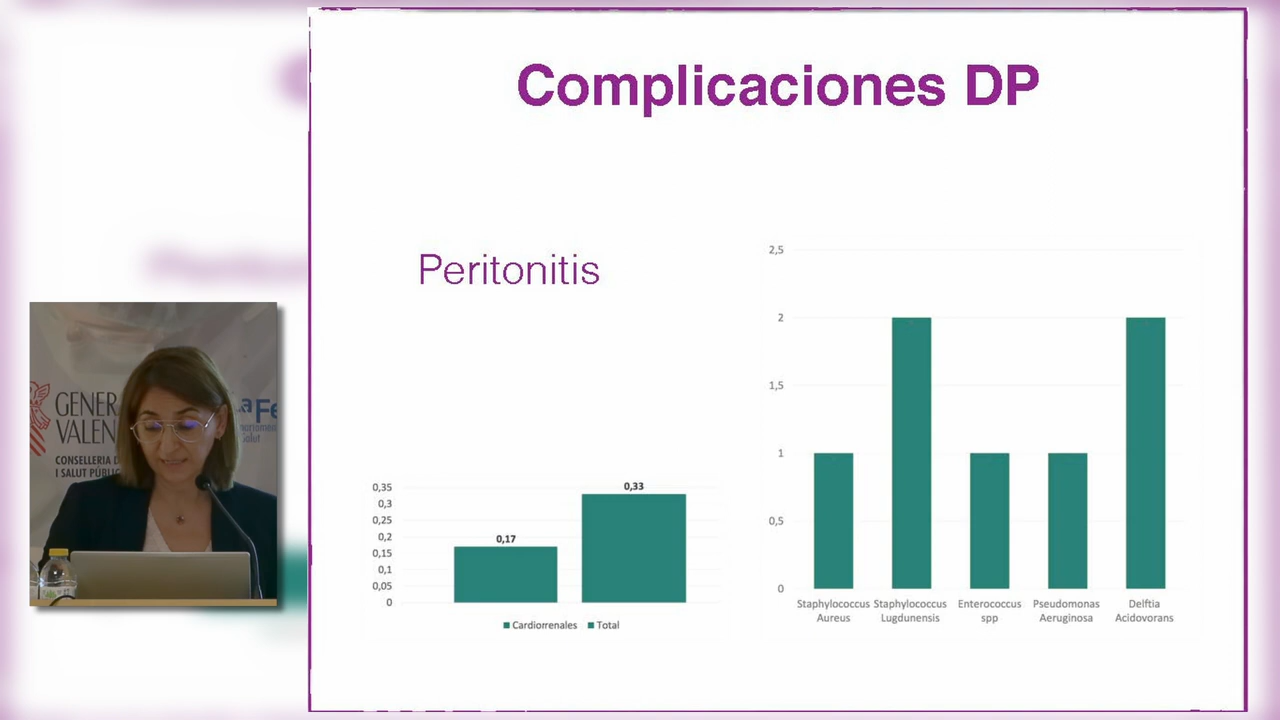 Complicaciones DP
Peritonitis
0,35
0,3
0,25
0,2
0,15
0,1
0,05
0
0,17
0,33
Cardiorrenales
Total
2,5
2
1,5
1
0,5
0
Staphylococcus
Aureus
Staphylococcus
Lugdunensis
Enterococcus
spp
Pseudomonas
Aeruginosa
Delftia
Acidovorans
GENER
VALEN
CONSELLERIA D
I SALUT PÚBLIC
a Fe
Salut